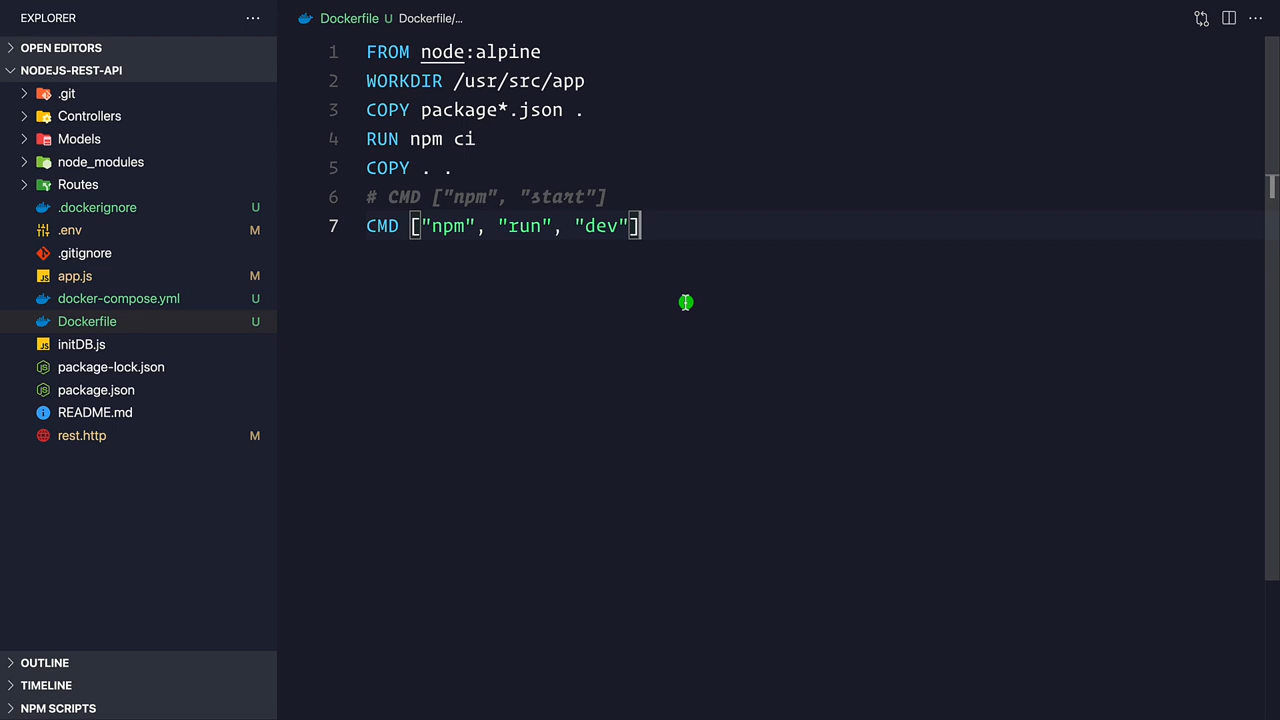 EXPLORER
OPEN EDITORS
NODEJS-REST-API
.git
Controllers
Models
node_modules
Routes
.dockerignore U
.env M
.gitignore
app.js M
docker-compose.yml U
Dockerfile U
initDB.js
package-lock.json
package.json
README.md
rest.http M
OUTLINE
TIMELINE
NPM SCRIPTS
Dockerfile U Dockerfile/...
1 FROM node:alpine
2 WORKDIR /usr/src/app
3 COPY package*.json .
4 RUN npm ci
5 COPY . .
6 # CMD ["npm", "start"]
7 CMD ["npm", "run", "dev"]